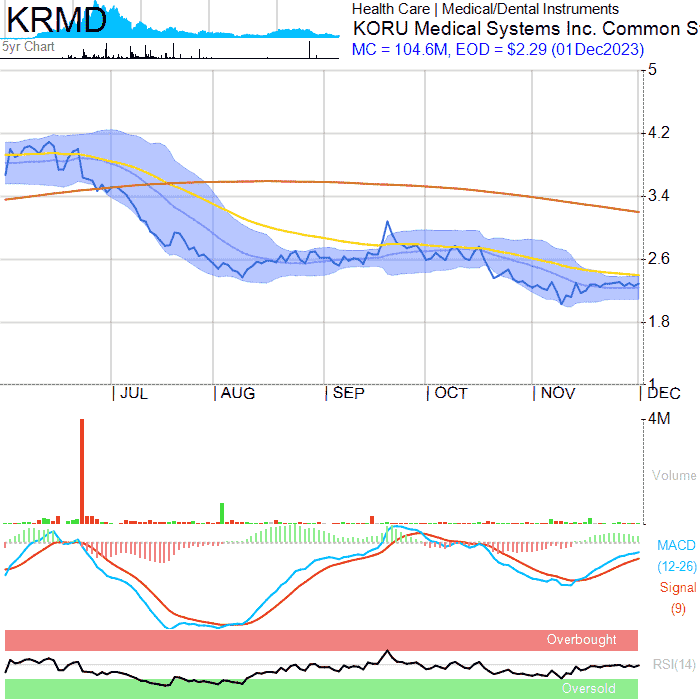 KRMD
5yr Chart
Health Care | Medical/Dental Instruments
KORU Medical Systems Inc. Common S
MC = 104.6M, EOD = $2.29 (01Dec2023)
5
4.2
3.4
2.6
1.8
1
JUL AUG SEP OCT NOV DEC
4M
Volume
MACD
(12-26)
Signal
(9)
Overbought
RSI(14)
Oversold